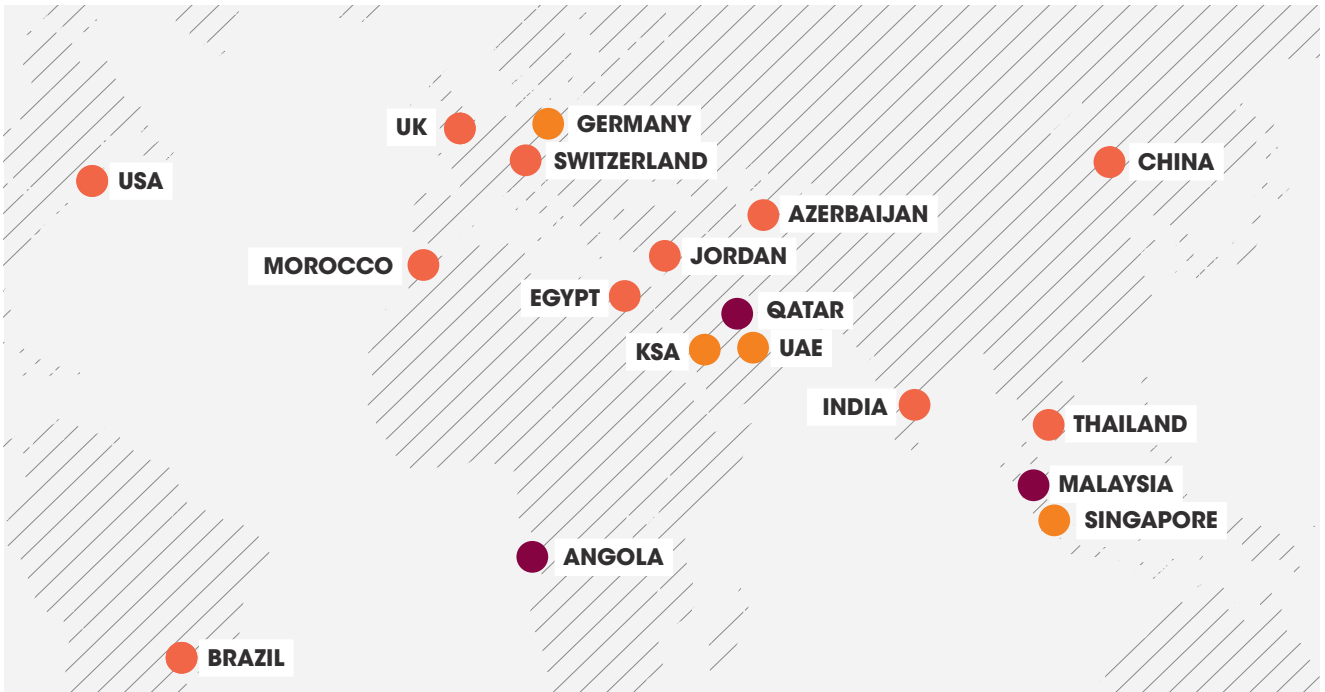 UK
GERMANY
SWITZERLAND
CHINA
USA
AZERBAIJAN
JORDAN
MOROCCO
EGYPT
QATAR
KSA
UAE
INDIA
THAILAND
MALAYSIA
SINGAPORE
ANGOLA
BRAZIL